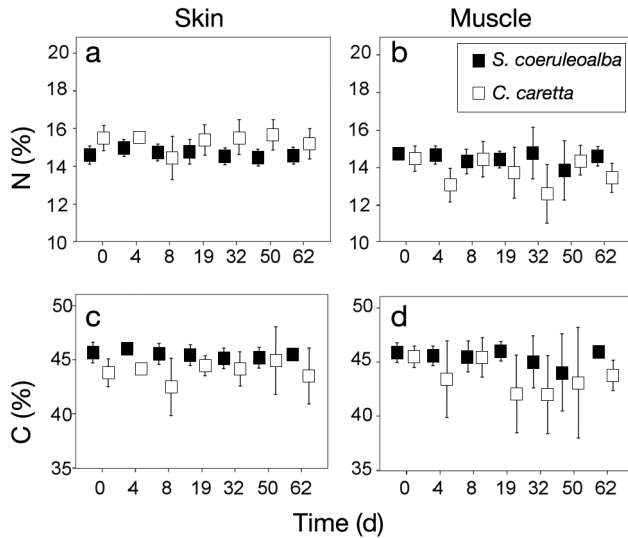 Skin
Muscle
a
b
S. coeruleoalba
C. caretta
N (%)
20
18
16
14
12
10
0 4 8 19 32 50 62
20
18
16
14
12
10
0 4 8 19 32 50 62
c
d
C (%)
50
45
40
35
0 4 8 19 32 50 62
50
45
40
35
0 4 8 19 32 50 62
Time (d)